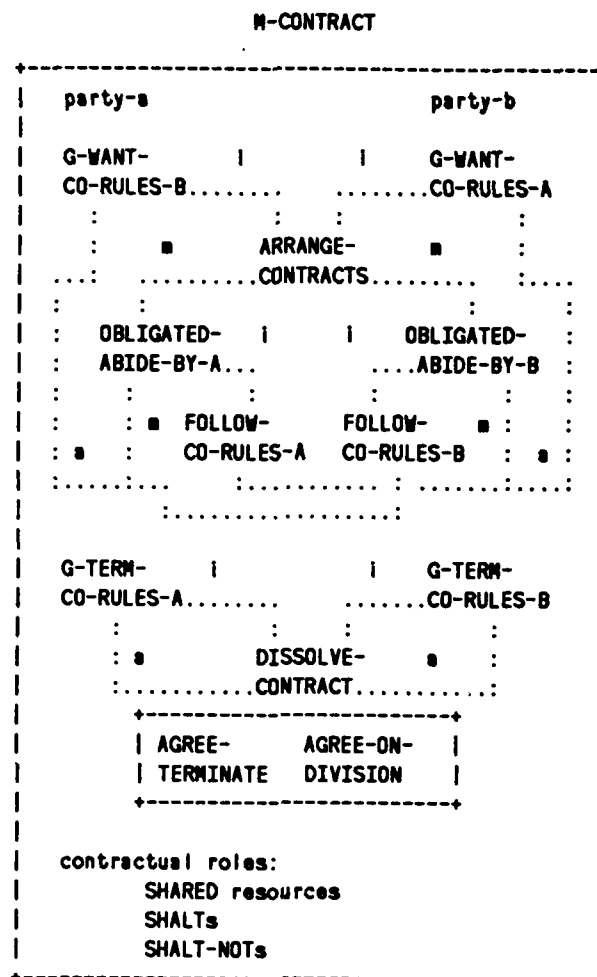 M-CONTRACT
+------------------------------------------
| party-a party-b
|
| G-WANT- i i G-WANT-
| CO-RULES-B........ ........CO-RULES-A
| : : : :
| : m ARRANGE- m :
| ...: ...........CONTRACTS......... :....
| : : : :
| : OBLIGATED- i i OBLIGATED- :
| : ABIDE-BY-A... ....ABIDE-BY-B :
| : : : : : :
| : : m FOLLOW- FOLLOW- m : :
| : a : CO-RULES-A CO-RULES-B : a :
| :.....:... :........... : .......:....:
| :...................:
|
| G-TERM- i i G-TERM-
| CO-RULES-A........ .......CO-RULES-B
| : : : :
| : a DISSOLVE- a :
| :............CONTRACT............:
| +--------------------------+
| | AGREE- AGREE-ON- |
| | TERMINATE DIVISION |
| +--------------------------+
|
| contractual roles:
| SHARED resources
| SHALTs
| SHALT-NOTs
+------------------------------------------